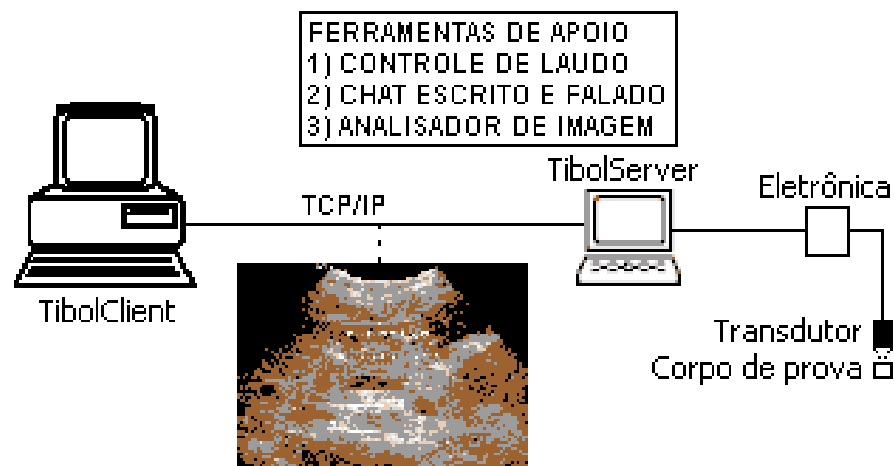 FERRAMENTAS DE APOIO
1) CONTROLE DE LAUDO
2) CHAT ESCRITO E FALADO
3) ANALISADOR DE IMAGEM
TibolServer
Eletrônica
TCP/IP
TibolClient
Transdutor
Corpo de prova